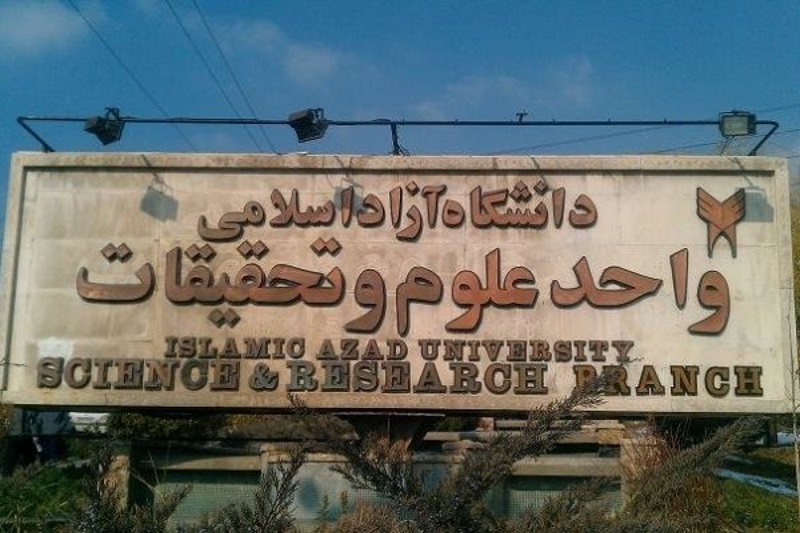 دانشگاه آزاد اسلامی
واحد علوم و تحقیقات
ISLAMIC AZAD UNIVERSITY
SCIENCE & RESEARCH BRANCH